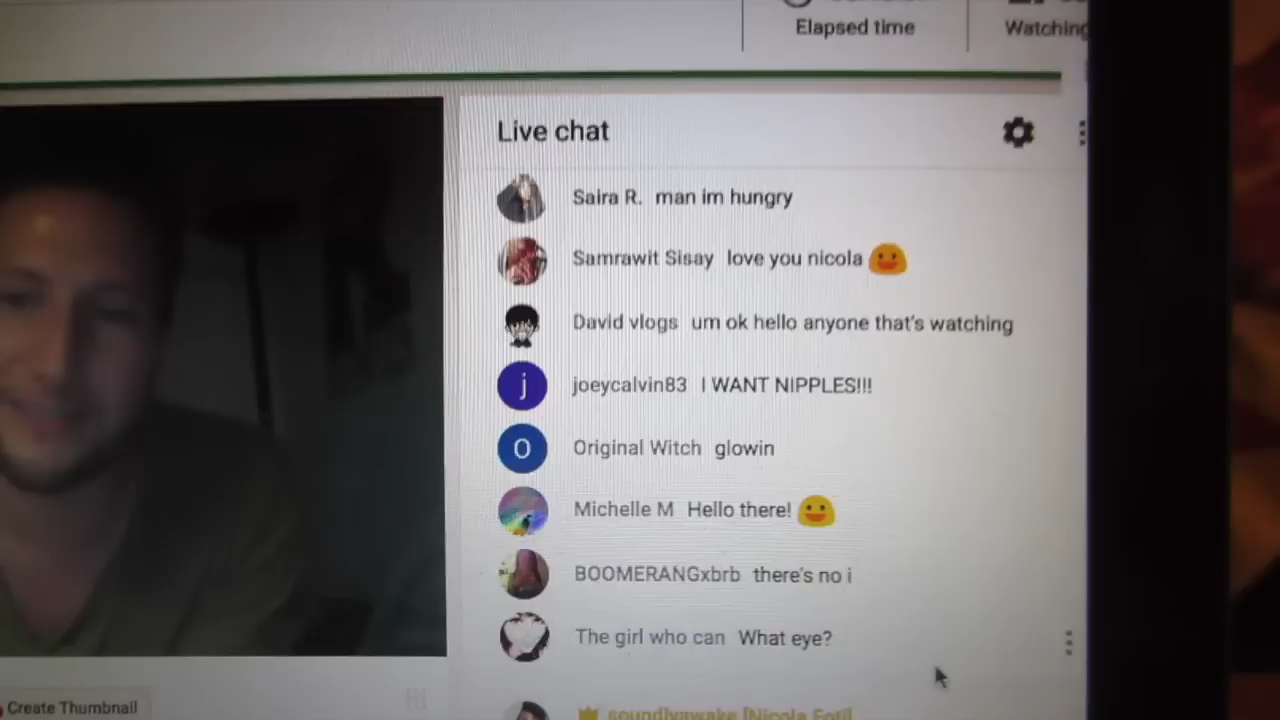 Elapsed time
Watching
Live chat
Saira R. man im hungry
Samrawit Sisay love you nicola
David vlogs um ok hello anyone that's watching
j joeycalvin83 I WANT NIPPLES!!!
O Original Witch glowin
Michelle M Hello there!
BOOMERANGxbrb there's no i
The girl who can What eye?
Create Thumbnail